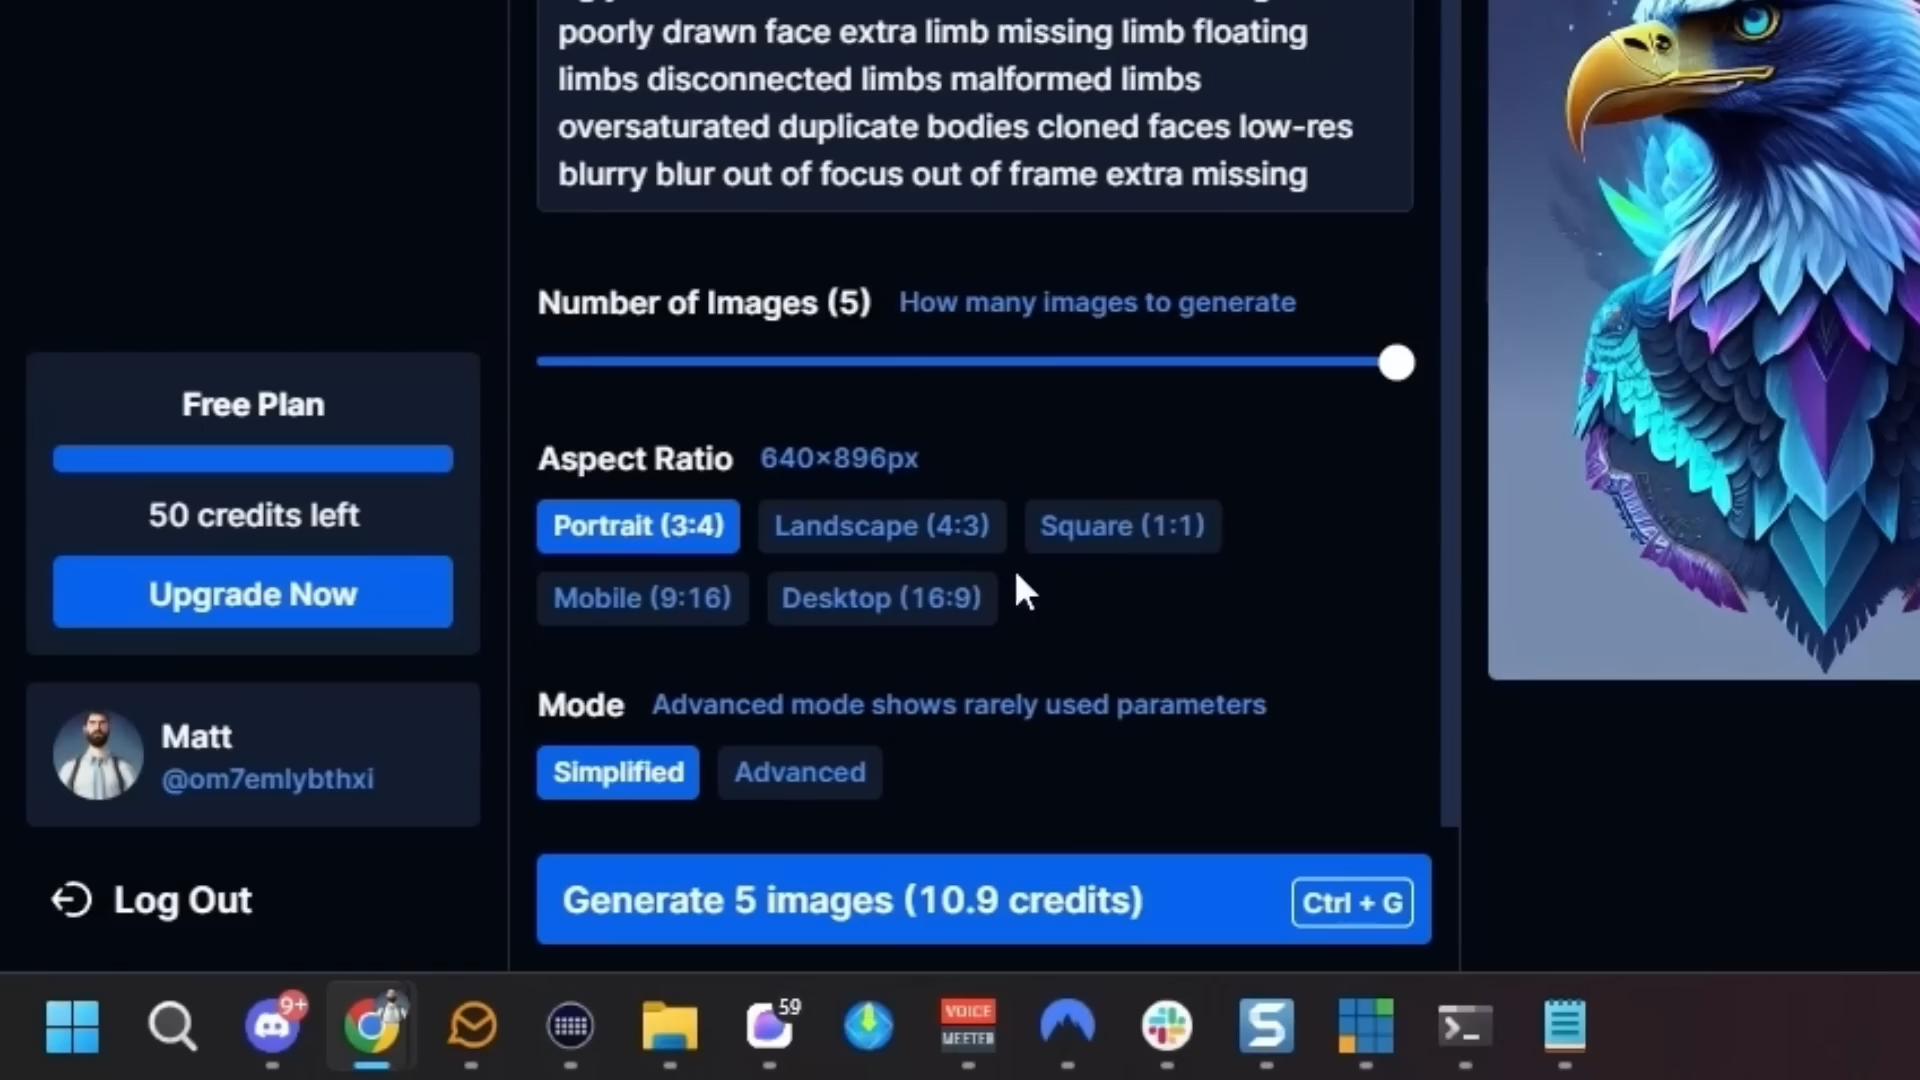 poorly drawn face extra limb missing limb floating
limbs disconnected limbs malformed limbs
oversaturated duplicate bodies cloned faces low-res
blurry blur out of focus out of frame extra missing
Number of Images (5) How many images to generate
Free Plan
50 credits left
Upgrade Now
Matt
@om7emlybthxi
Log Out
Aspect Ratio 640×896px
Portrait (3:4) Landscape (4:3) Square (1:1)
Mobile (9:16) Desktop (16:9)
Mode Advanced mode shows rarely used parameters
Simplified Advanced
Generate 5 images (10.9 credits) Ctrl + G
9+
59
VOICE
MEETER
S